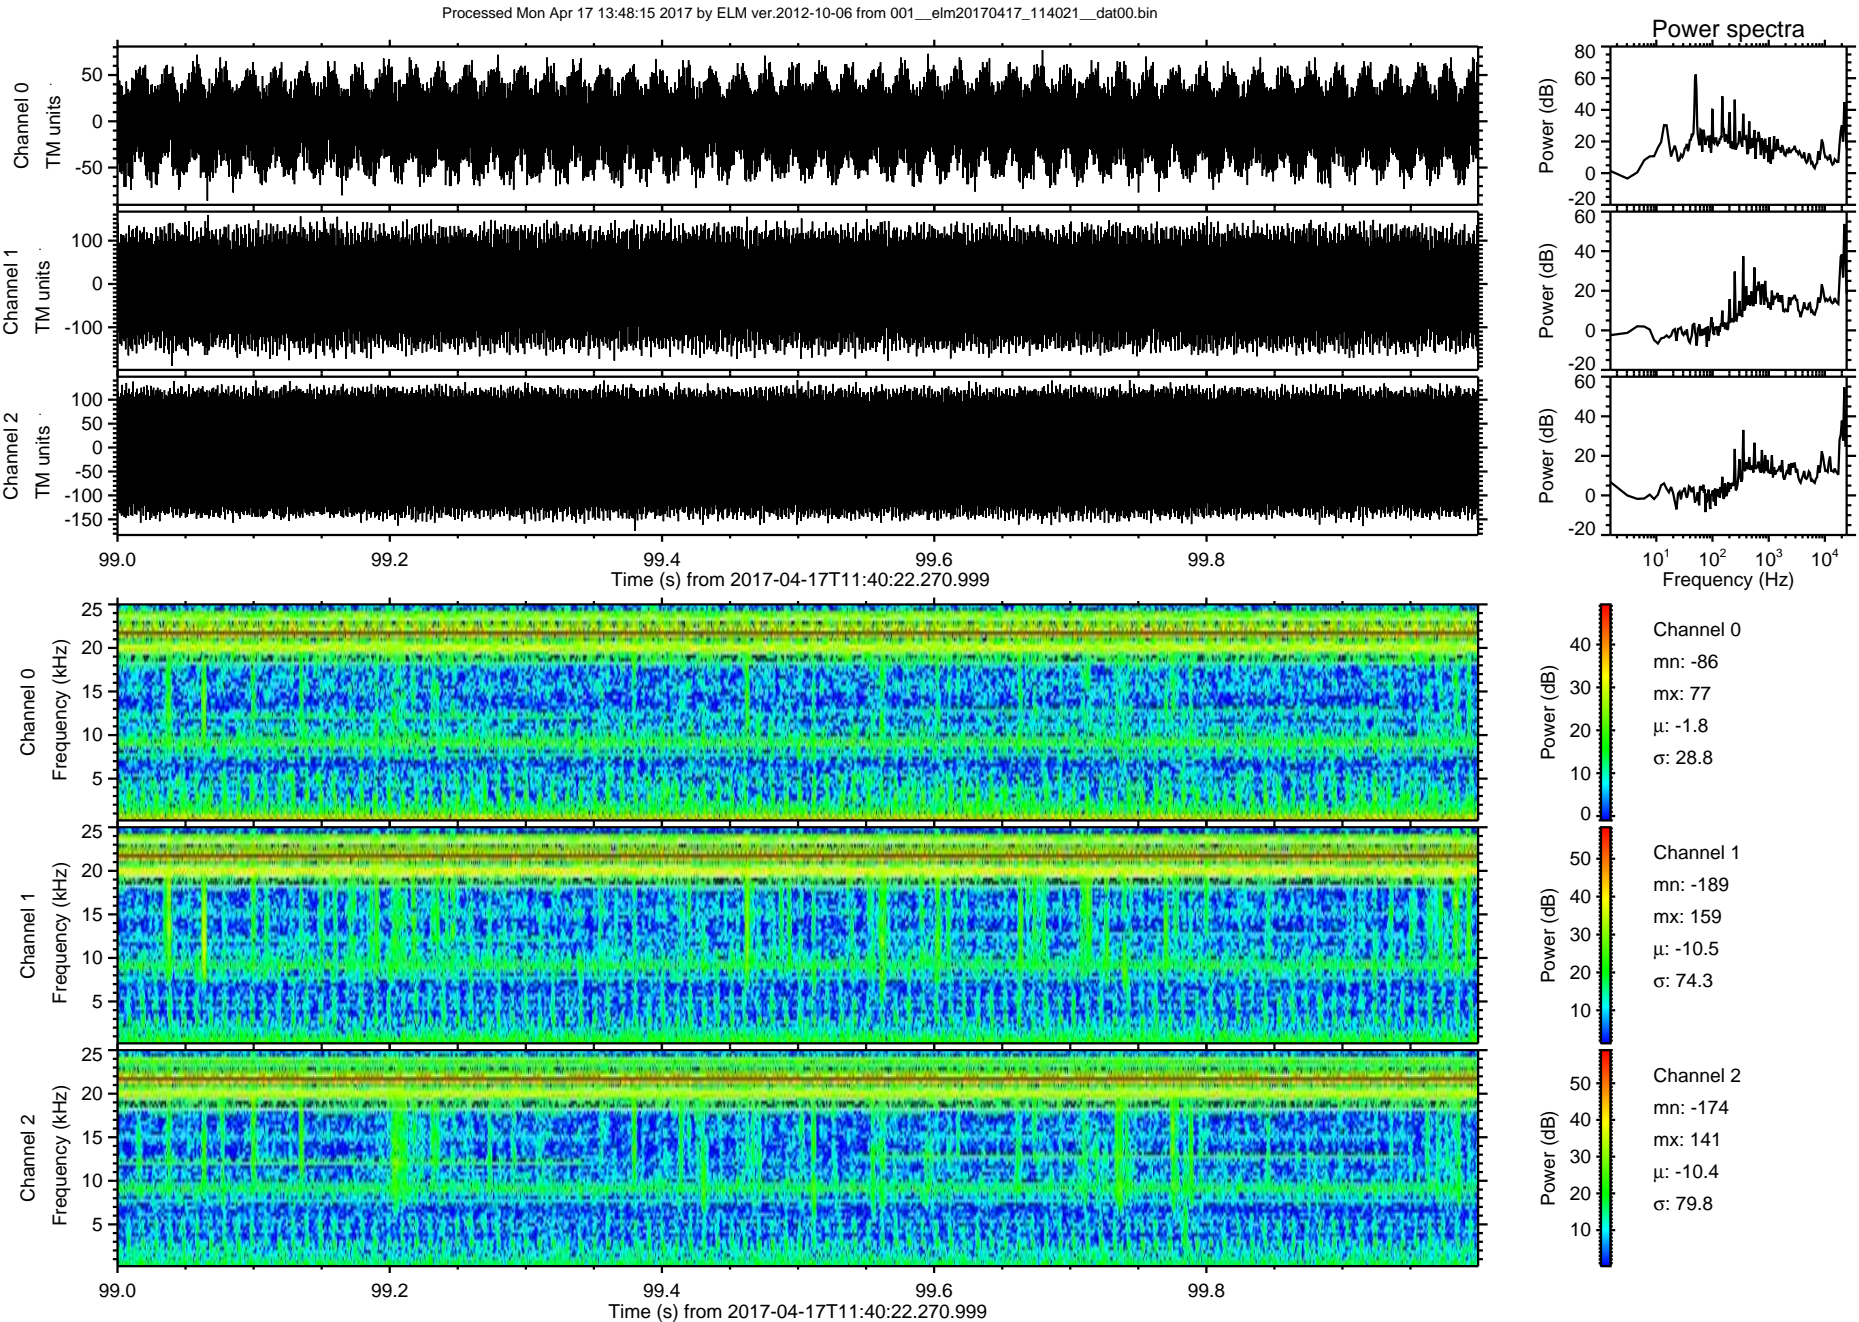 Processed Mon Apr 17 13:48:15 2017 by ELM ver.2012-10-06 from 001__elm20170417_114021__dat00.bin
Power spectra
Channel 0
TM units
50
0
-50
Power (dB)
80
60
40
20
0
-20
Channel 1
TM units
100
0
-100
Power (dB)
60
40
20
0
-20
Channel 2
TM units
100
50
0
-50
-100
-150
Power (dB)
60
40
20
0
-20
99.0 99.2 99.4 99.6 99.8
Time (s) from 2017-04-17T11:40:22.270.999
10¹ 10² 10³ 10⁴
Frequency (Hz)
Channel 0
Frequency (kHz)
25
20
15
10
5
Power (dB)
40
30
20
10
0
Channel 0
mn: -86
mx: 77
µ: -1.8
σ: 28.8
Channel 1
Frequency (kHz)
25
20
15
10
5
Power (dB)
50
40
30
20
10
Channel 1
mn: -189
mx: 159
µ: -10.5
σ: 74.3
Channel 2
Frequency (kHz)
25
20
15
10
5
Power (dB)
50
40
30
20
10
Channel 2
mn: -174
mx: 141
µ: -10.4
σ: 79.8
99.0 99.2 99.4 99.6 99.8
Time (s) from 2017-04-17T11:40:22.270.999